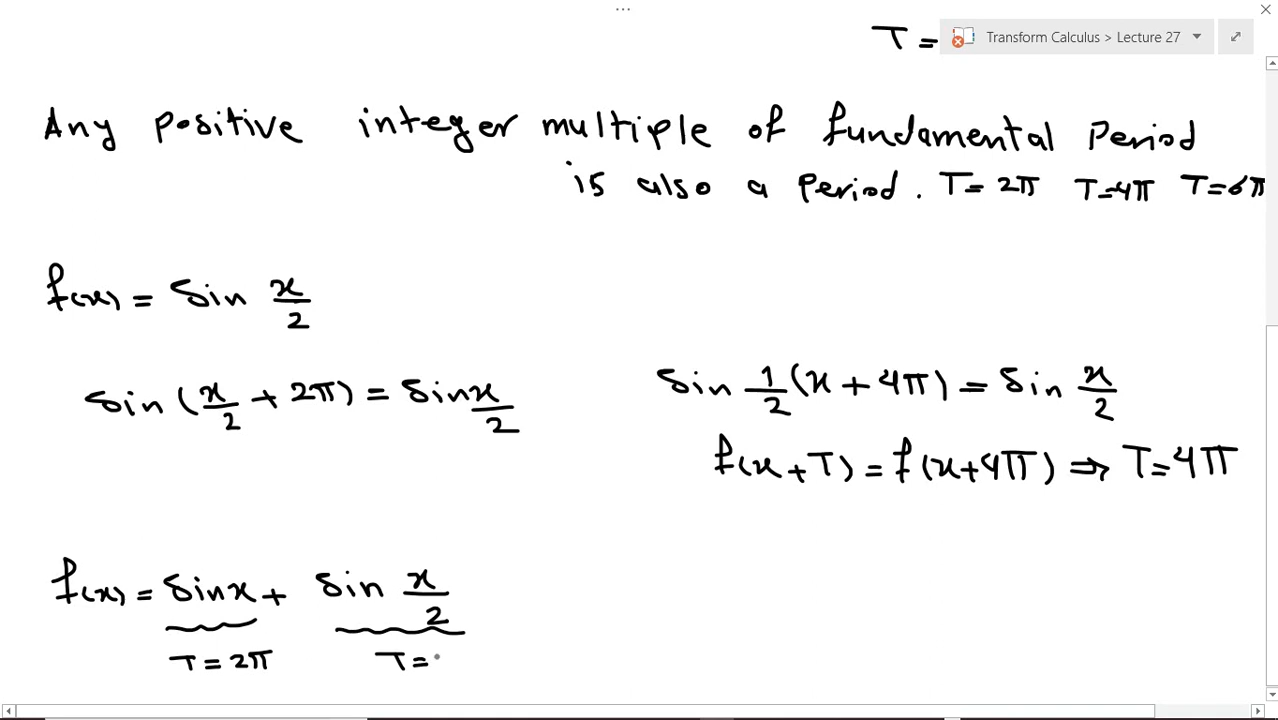 ...
T =
Transform Calculus > Lecture 27
Any positive integer multiple of fundamental Period
is also a Period. T=2π T=4π T=6π
f(x) = Sin x/2
Sin (x/2 + 2π) = Sin x/2
Sin 1/2 (x + 4π) = Sin x/2
f(x+T) = f(x+4π) ⇒ T=4π
f(x) = Sinx + Sin x/2
T=2π T=